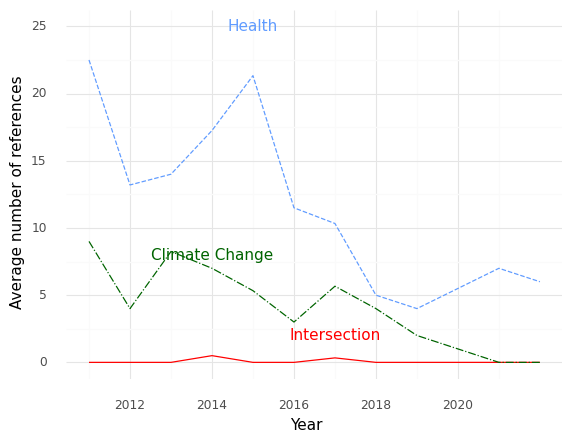 Health
25
20
15
10
5
0
Average number of references
Climate Change
Intersection
2012 2014 2016 2018 2020
Year